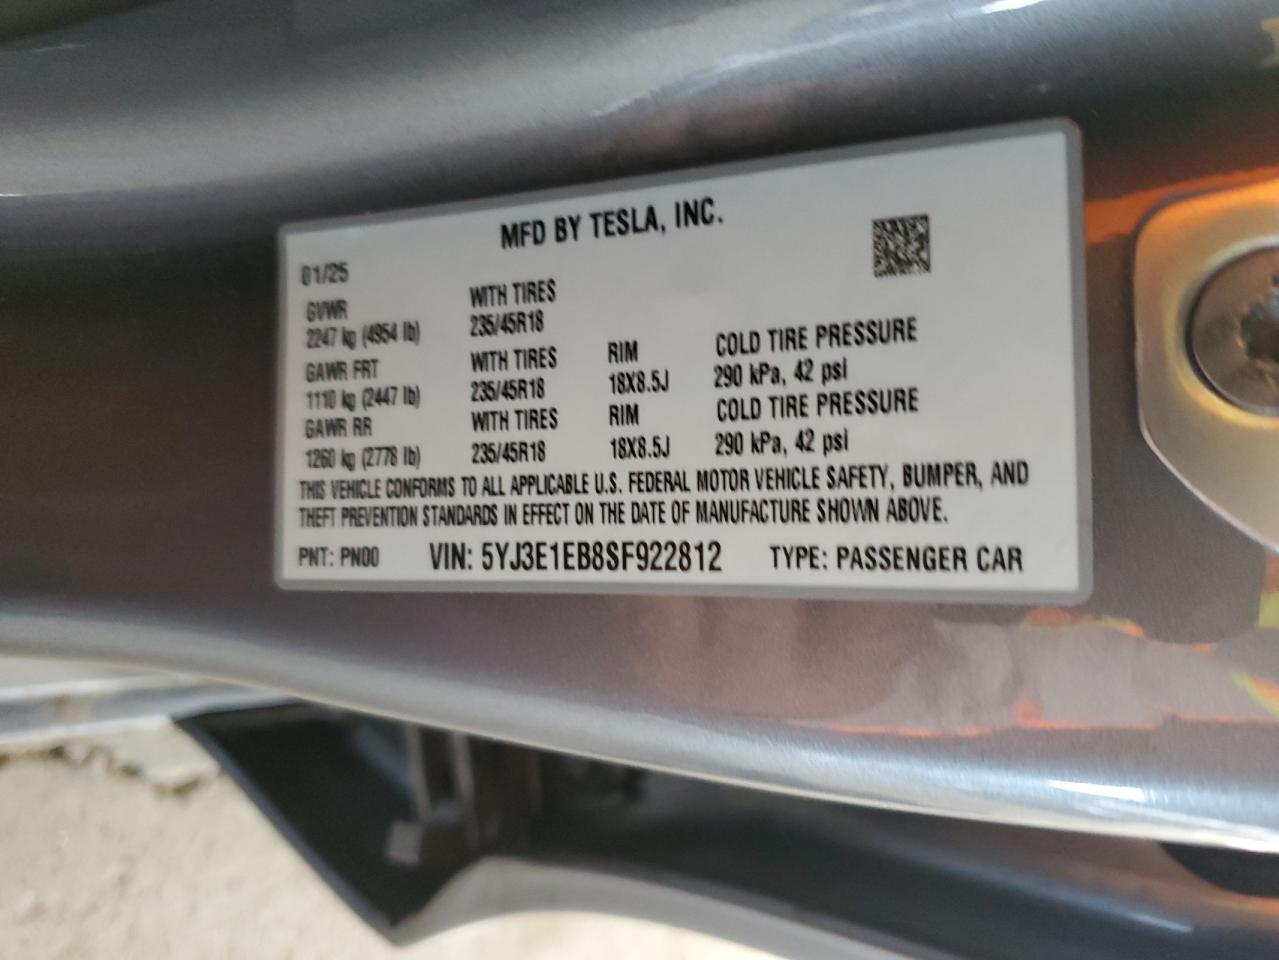 MFD BY TESLA, INC.
01/25
GVWR WITH TIRES
2247 kg (4954 lb) 235/45R18
GAWR FRT WITH TIRES RIM COLD TIRE PRESSURE
1110 kg (2447 lb) 235/45R18 18X8.5J 290 kPa, 42 psi
GAWR RR WITH TIRES RIM COLD TIRE PRESSURE
1260 kg (2778 lb) 235/45R18 18X8.5J 290 kPa, 42 psi
THIS VEHICLE CONFORMS TO ALL APPLICABLE U.S. FEDERAL MOTOR VEHICLE SAFETY, BUMPER, AND
THEFT PREVENTION STANDARDS IN EFFECT ON THE DATE OF MANUFACTURE SHOWN ABOVE.
PNT: PN00 VIN: 5YJ3E1EB8SF922812 TYPE: PASSENGER CAR